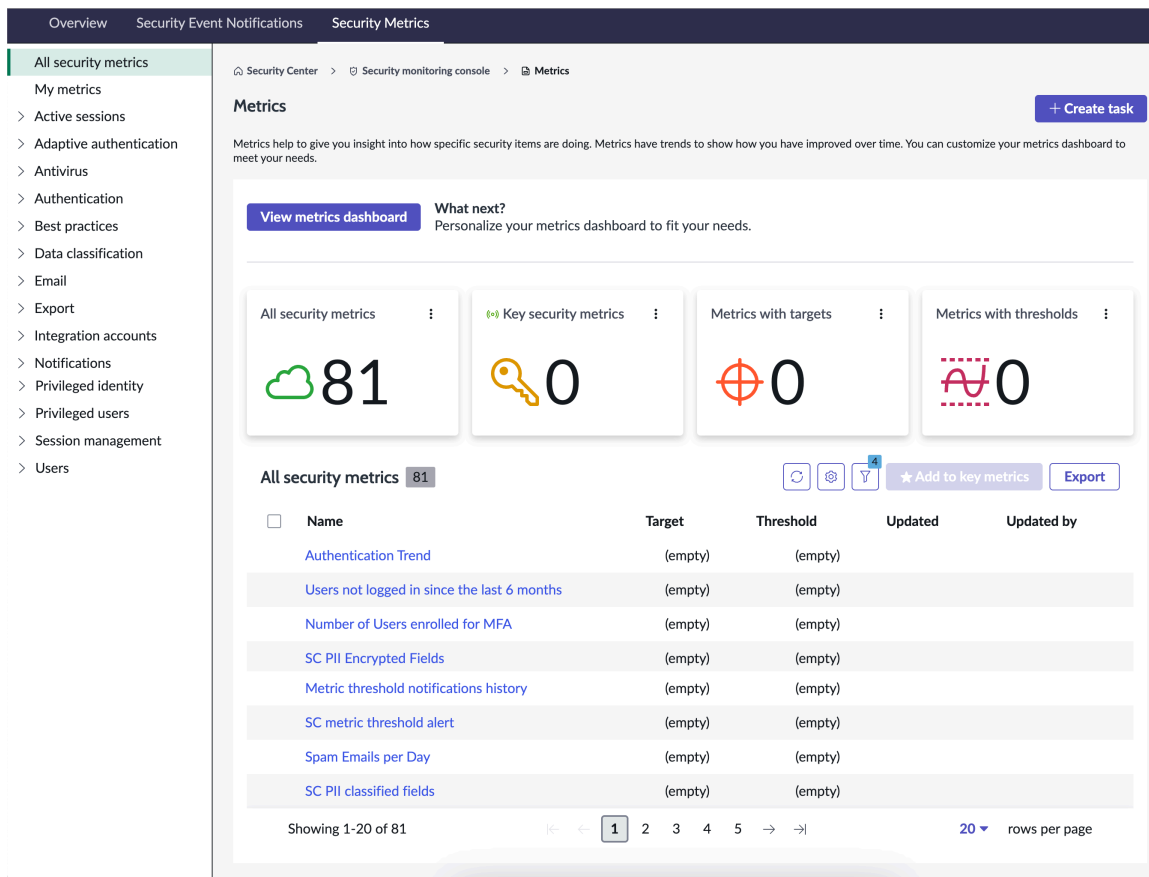 Overview Security Event Notifications Security Metrics
All security metrics
My metrics
Active sessions
Adaptive authentication
Antivirus
Authentication
Best practices
Data classification
Email
Export
Integration accounts
Notifications
Privileged identity
Privileged users
Session management
Users
Security Center > Security monitoring console > Metrics
Metrics
+ Create task
Metrics help to give you insight into how specific security items are doing. Metrics have trends to show how you have improved over time. You can customize your metrics dashboard to
meet your needs.
View metrics dashboard
What next?
Personalize your metrics dashboard to fit your needs.
All security metrics
81
Key security metrics
0
Metrics with targets
0
Metrics with thresholds
0
All security metrics 81
4
Add to key metrics
Export
Name Target Threshold Updated Updated by
Authentication Trend (empty) (empty)
Users not logged in since the last 6 months (empty) (empty)
Number of Users enrolled for MFA (empty) (empty)
SC PII Encrypted Fields (empty) (empty)
Metric threshold notifications history (empty) (empty)
SC metric threshold alert (empty) (empty)
Spam Emails per Day (empty) (empty)
SC PII classified fields (empty) (empty)
Showing 1-20 of 81 1 2 3 4 5 20 rows per page